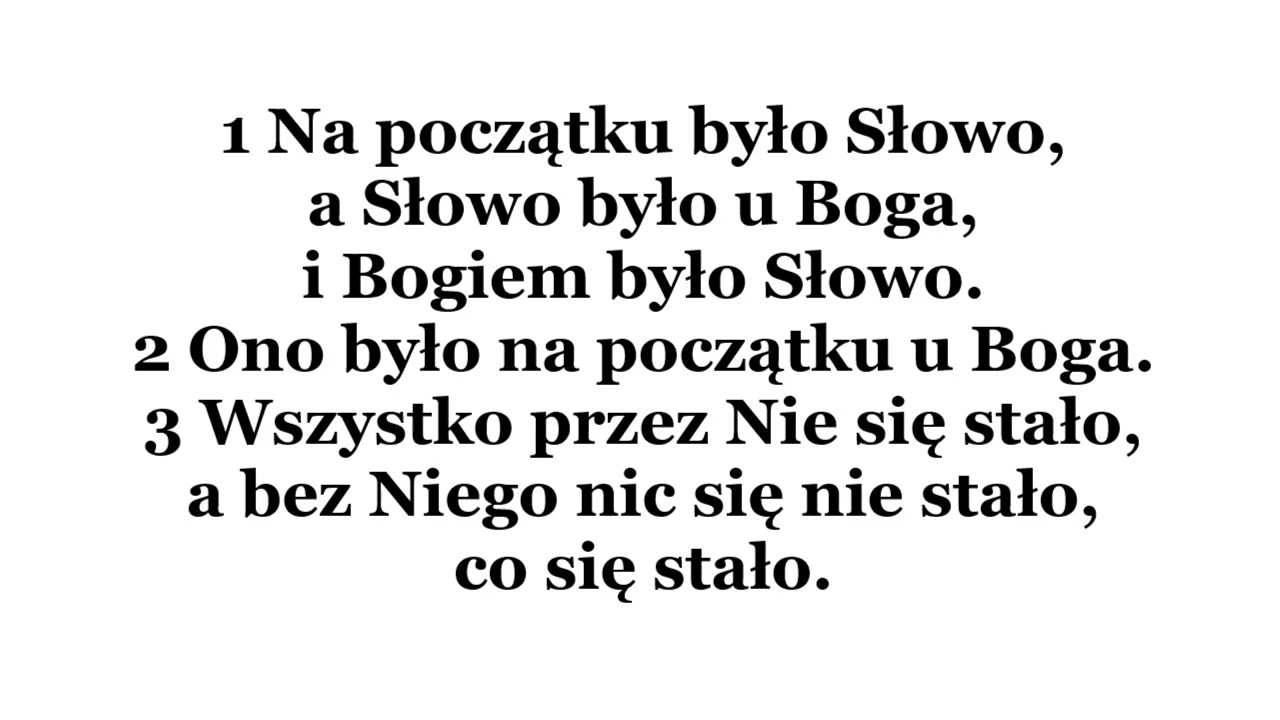 1 Na początku było Słowo,
a Słowo było u Boga,
i Bogiem było Słowo.
2 Ono było na początku u Boga.
3 Wszystko przez Nie się stało,
a bez Niego nic się nie stało,
co się stało.